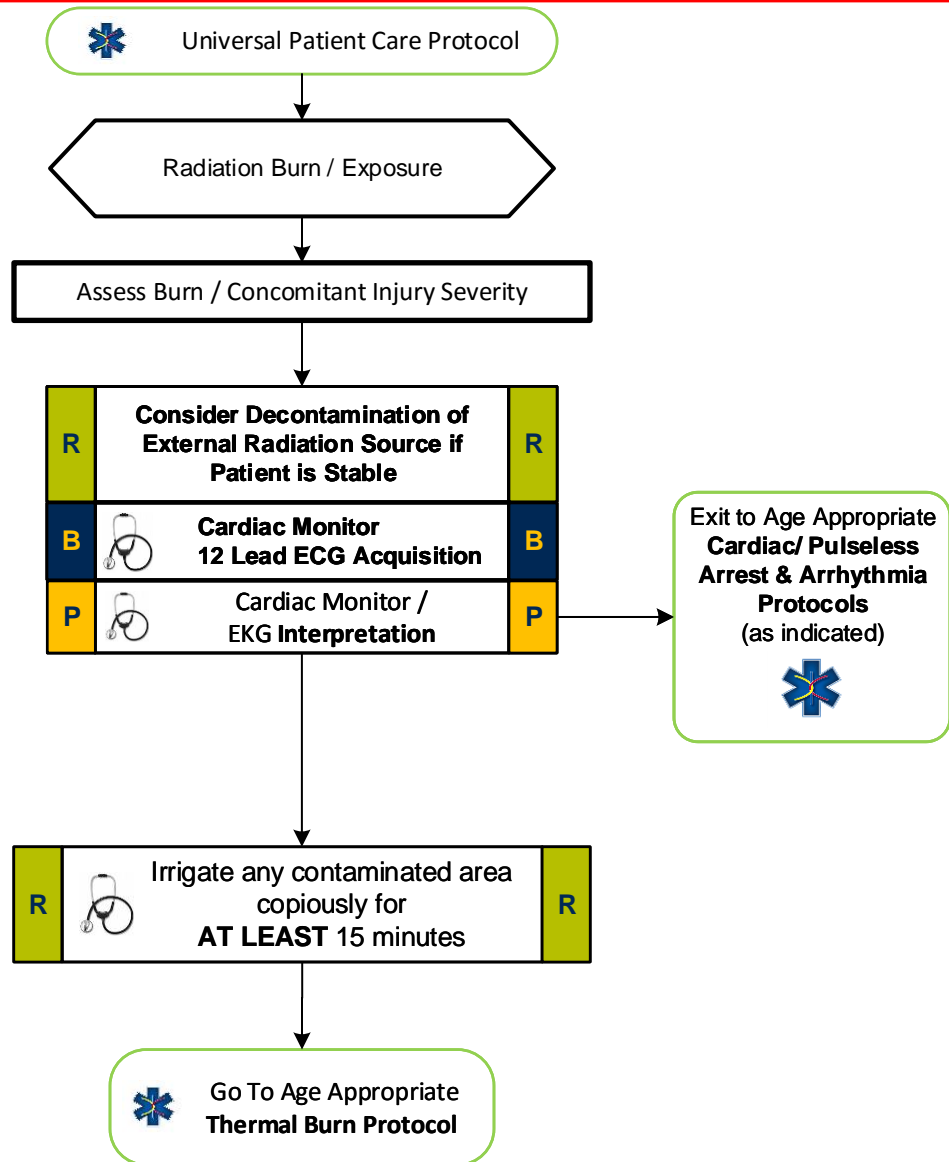 Universal Patient Care Protocol
Radiation Burn / Exposure
Assess Burn / Concomitant Injury Severity
R
Consider Decontamination of
External Radiation Source if
Patient is Stable
R
B
Cardiac Monitor
12 Lead ECG Acquisition
B
P
Cardiac Monitor /
EKG Interpretation
P
Exit to Age Appropriate
Cardiac/ Pulseless
Arrest & Arrhythmia
Protocols
(as indicated)
R
Irrigate any contaminated area
copiously for
AT LEAST 15 minutes
R
Go To Age Appropriate
Thermal Burn Protocol